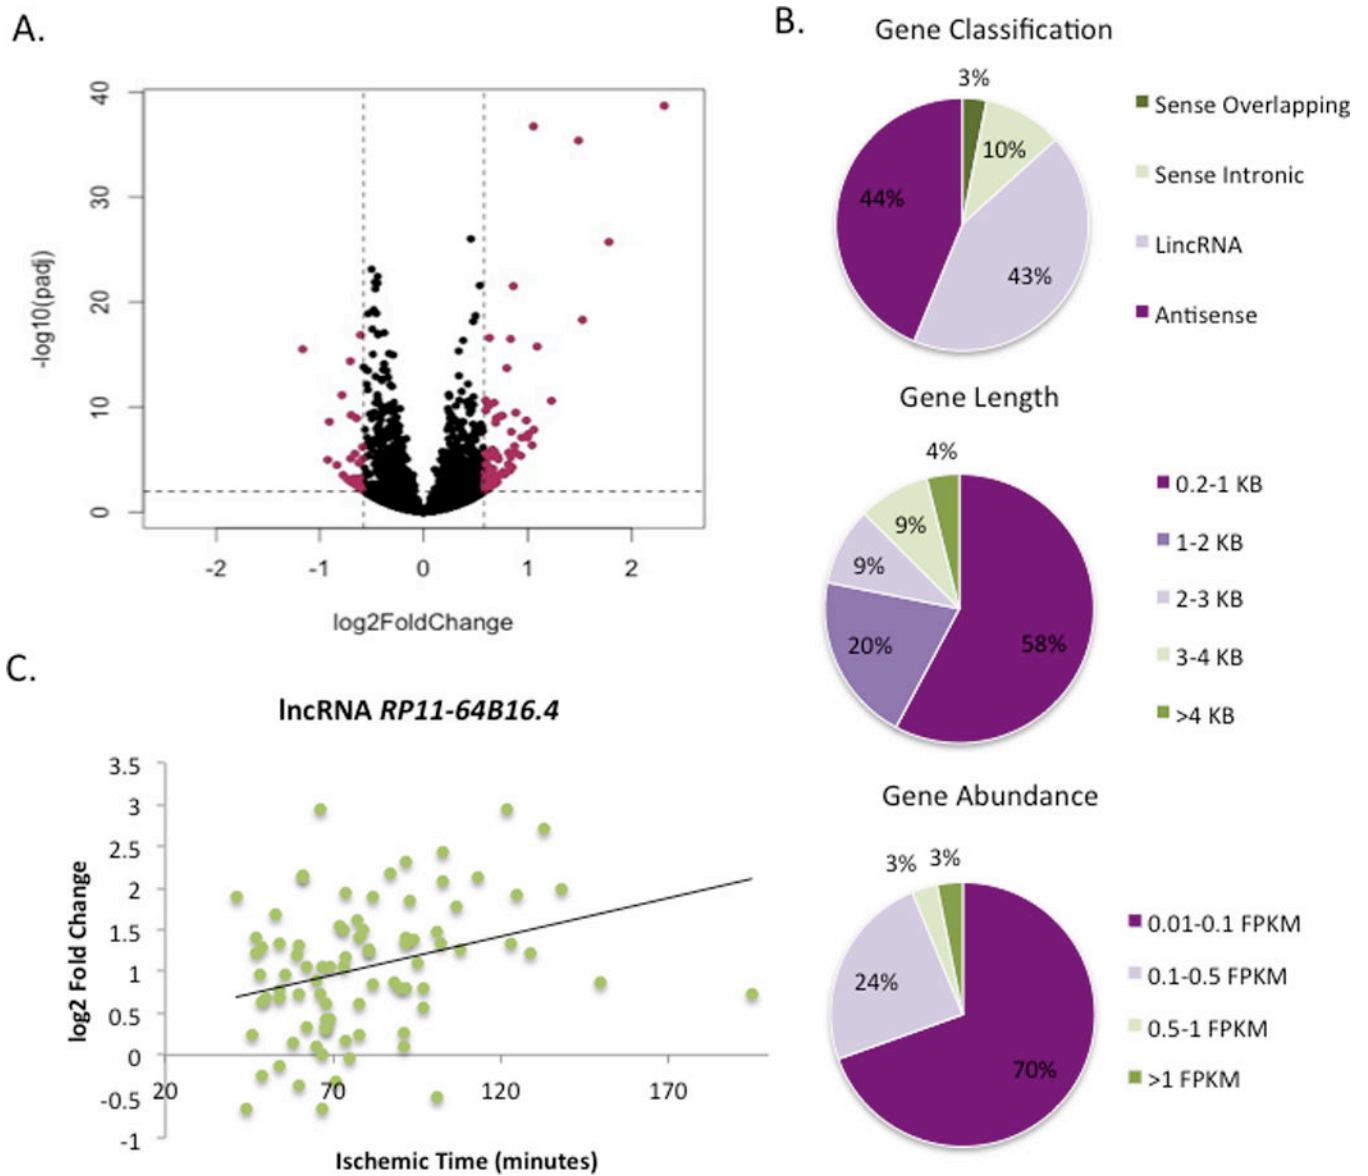 A.
40
30
20
10
0
-log10(padj)
-2 -1 0 1 2
log2FoldChange
B.
Gene Classification
3%
10%
43%
44%
Sense Overlapping
Sense Intronic
LincRNA
Antisense
Gene Length
4%
9%
9%
20%
58%
0.2-1 KB
1-2 KB
2-3 KB
3-4 KB
>4 KB
Gene Abundance
3% 3%
24%
70%
0.01-0.1 FPKM
0.1-0.5 FPKM
0.5-1 FPKM
>1 FPKM
C.
lncRNA RP11-64B16.4
3.5
3
2.5
2
1.5
1
0.5
0
-0.5
-1
log2 Fold Change
20 70 120 170
Ischemic Time (minutes)